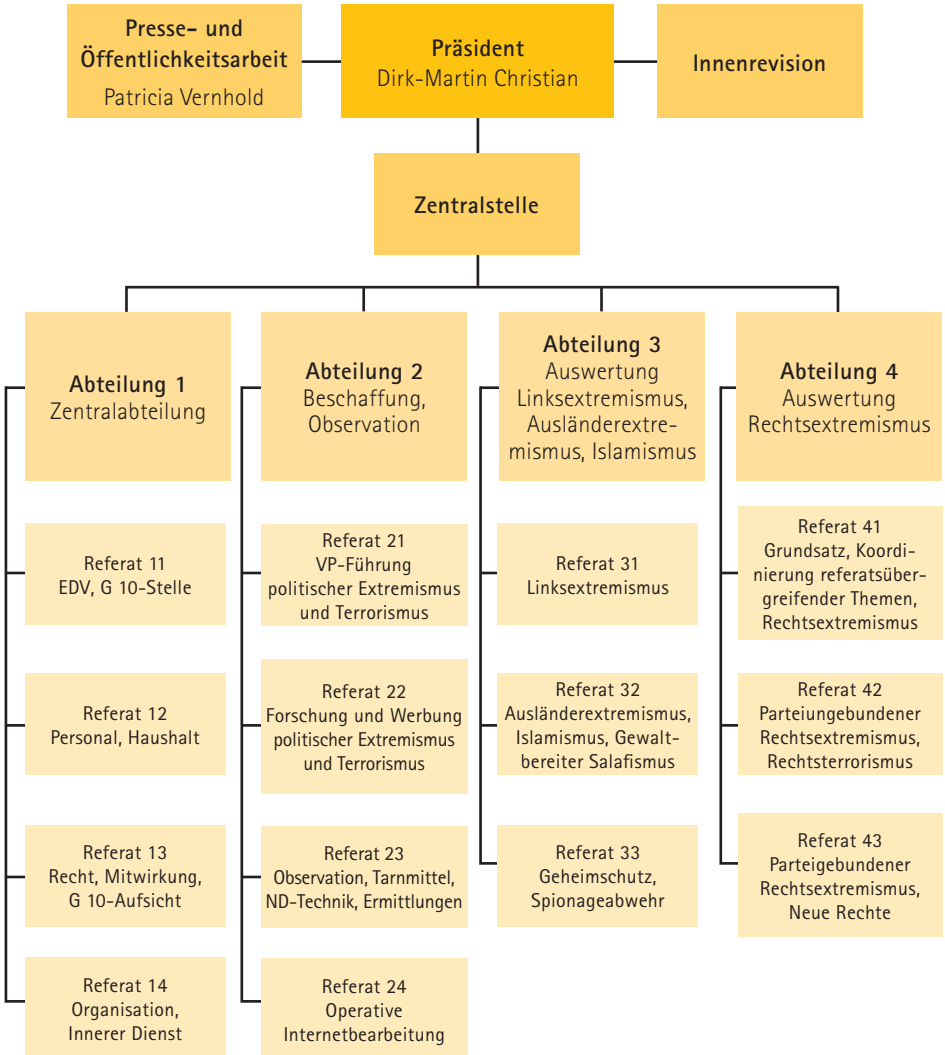 Presse- und
Öffentlichkeitsarbeit
Patricia Vernhold
Präsident
Dirk-Martin Christian
Innenrevision
Zentralstelle
Abteilung 1
Zentralabteilung
Abteilung 2
Beschaffung,
Observation
Abteilung 3
Auswertung
Linksextremismus,
Ausländerextre-
mismus, Islamismus
Abteilung 4
Auswertung
Rechtsextremismus
Referat 11
EDV, G 10-Stelle
Referat 21
VP-Führung
politischer Extremismus
und Terrorismus
Referat 31
Linksextremismus
Referat 41
Grundsatz, Koordi-
nierung referatsüber-
greifender Themen,
Rechtsextremismus
Referat 12
Personal, Haushalt
Referat 22
Forschung und Werbung
politischer Extremismus
und Terrorismus
Referat 32
Ausländerextremismus,
Islamismus, Gewalt-
bereiter Salafismus
Referat 42
Parteiungebundener
Rechtsextremismus,
Rechtsterrorismus
Referat 13
Recht, Mitwirkung,
G 10-Aufsicht
Referat 23
Observation, Tarnmittel,
ND-Technik, Ermittlungen
Referat 33
Geheimschutz,
Spionageabwehr
Referat 43
Parteigebundener
Rechtsextremismus,
Neue Rechte
Referat 14
Organisation,
Innerer Dienst
Referat 24
Operative
Internetbearbeitung